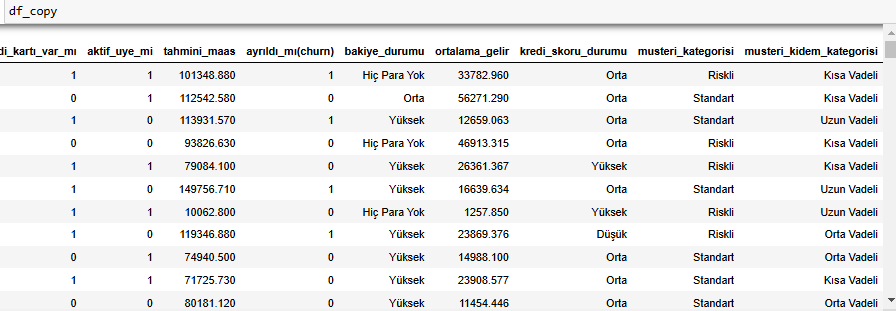 df_copy
di_kartı_var_mı aktif_uye_mi tahmini_maas ayrıldı_mı(churn) bakiye_durumu ortalama_gelir kredi_skoru_durumu musteri_kategorisi musteri_kidem_kategorisi
1 1 101348.880 1 Hiç Para Yok 33782.960 Orta Riskli Kısa Vadeli
0 1 112542.580 0 Orta 56271.290 Orta Standart Kısa Vadeli
1 0 113931.570 1 Yüksek 12659.063 Orta Standart Uzun Vadeli
0 0 93826.630 0 Hiç Para Yok 46913.315 Orta Riskli Kısa Vadeli
1 1 79084.100 0 Yüksek 26361.367 Yüksek Riskli Kısa Vadeli
1 0 149756.710 1 Yüksek 16639.634 Orta Standart Uzun Vadeli
1 1 10062.800 0 Hiç Para Yok 1257.850 Yüksek Riskli Uzun Vadeli
1 0 119346.880 1 Yüksek 23869.376 Düşük Riskli Orta Vadeli
0 1 74940.500 0 Yüksek 14988.100 Orta Standart Orta Vadeli
1 1 71725.730 0 Yüksek 23908.577 Orta Standart Kısa Vadeli
0 0 80181.120 0 Yüksek 11454.446 Orta Standart Orta Vadeli